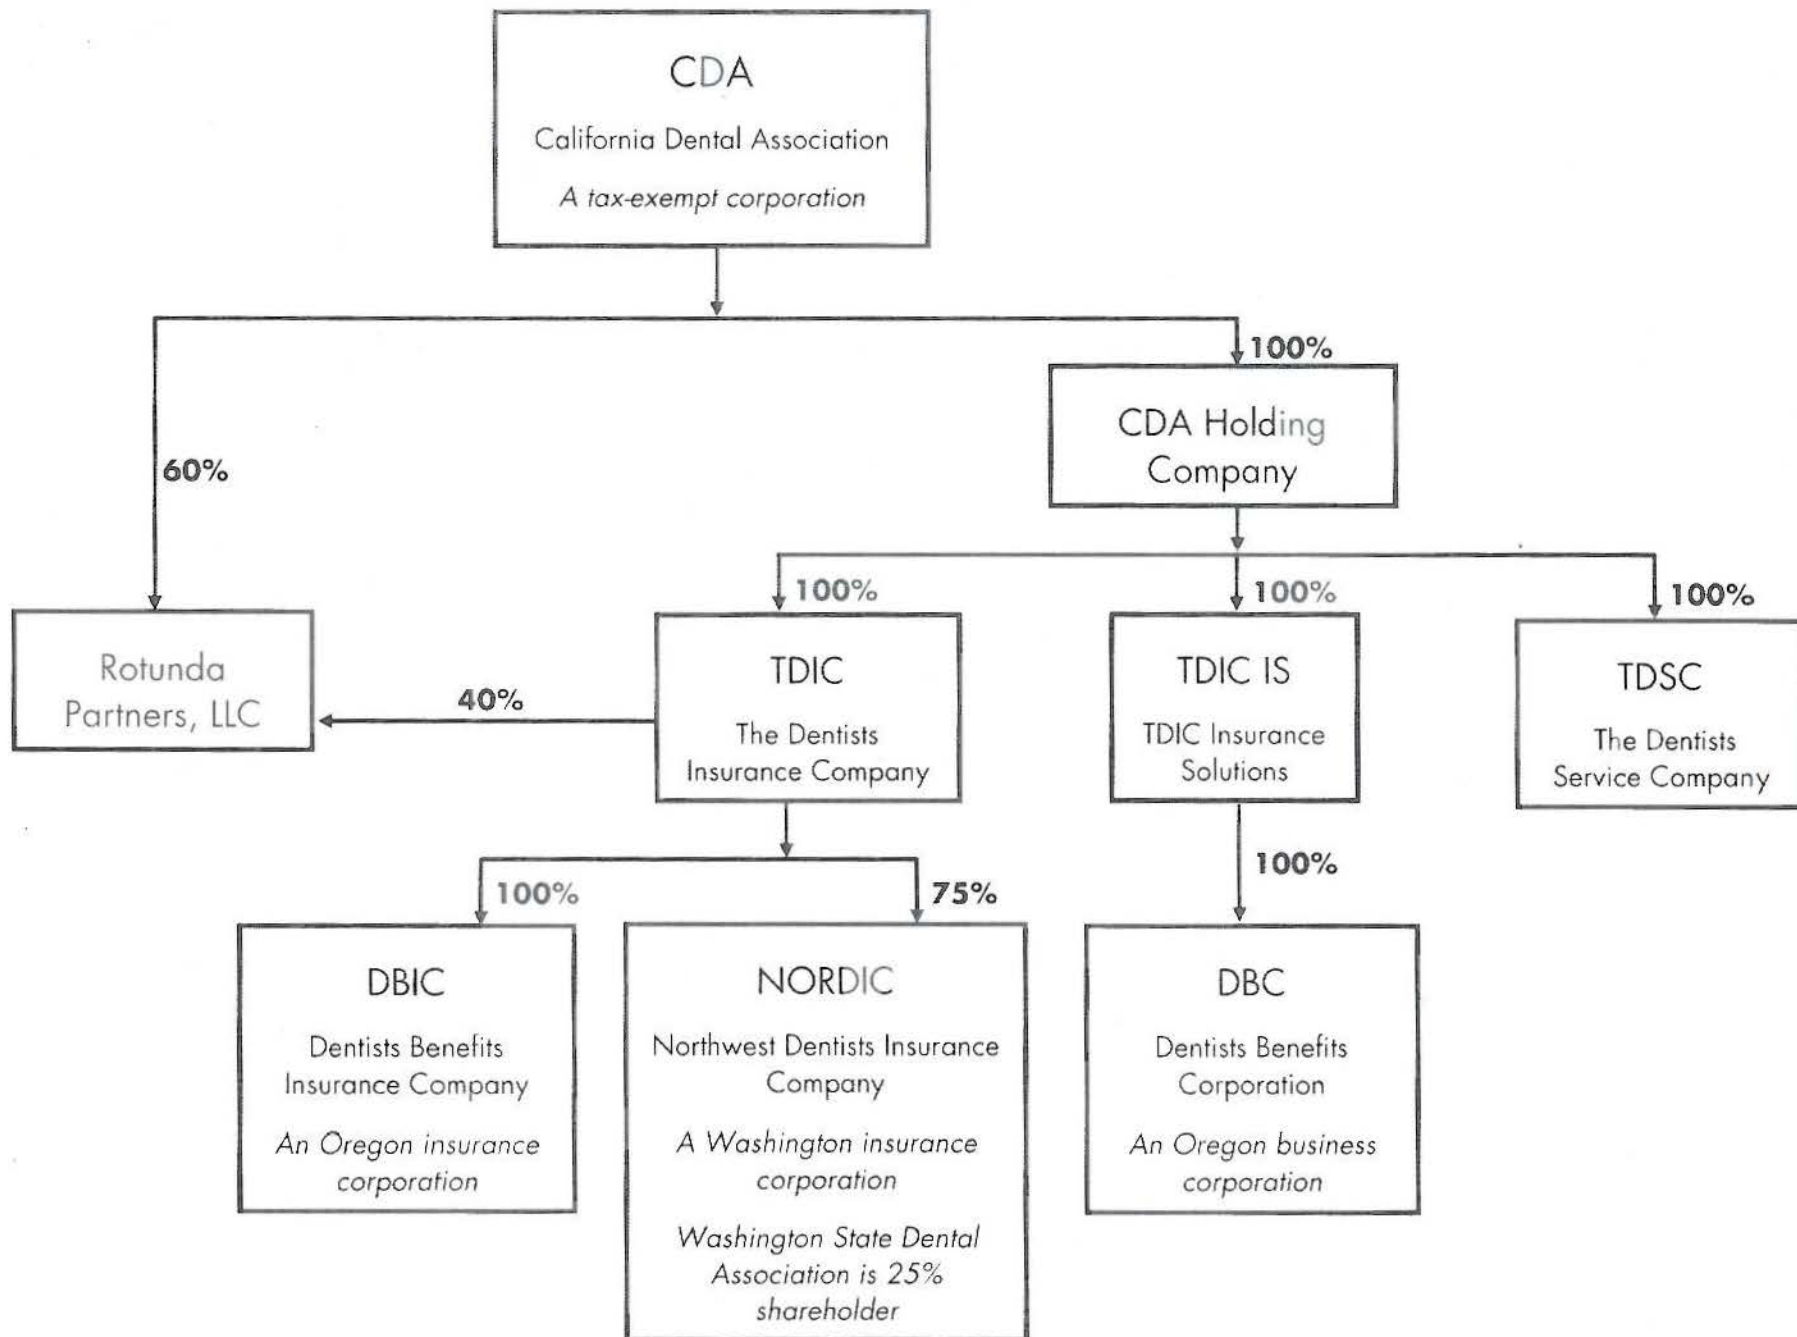 CDA
California Dental Association
A tax-exempt corporation
100%
CDA Holding
Company
60%
100%
100%
100%
Rotunda
Partners, LLC
40%
TDIC
The Dentists
Insurance Company
TDIC IS
TDIC Insurance
Solutions
TDSC
The Dentists
Service Company
100%
75%
100%
DBIC
Dentists Benefits
Insurance Company
An Oregon insurance
corporation
NORDIC
Northwest Dentists Insurance
Company
A Washington insurance
corporation
Washington State Dental
Association is 25%
shareholder
DBC
Dentists Benefits
Corporation
An Oregon business
corporation